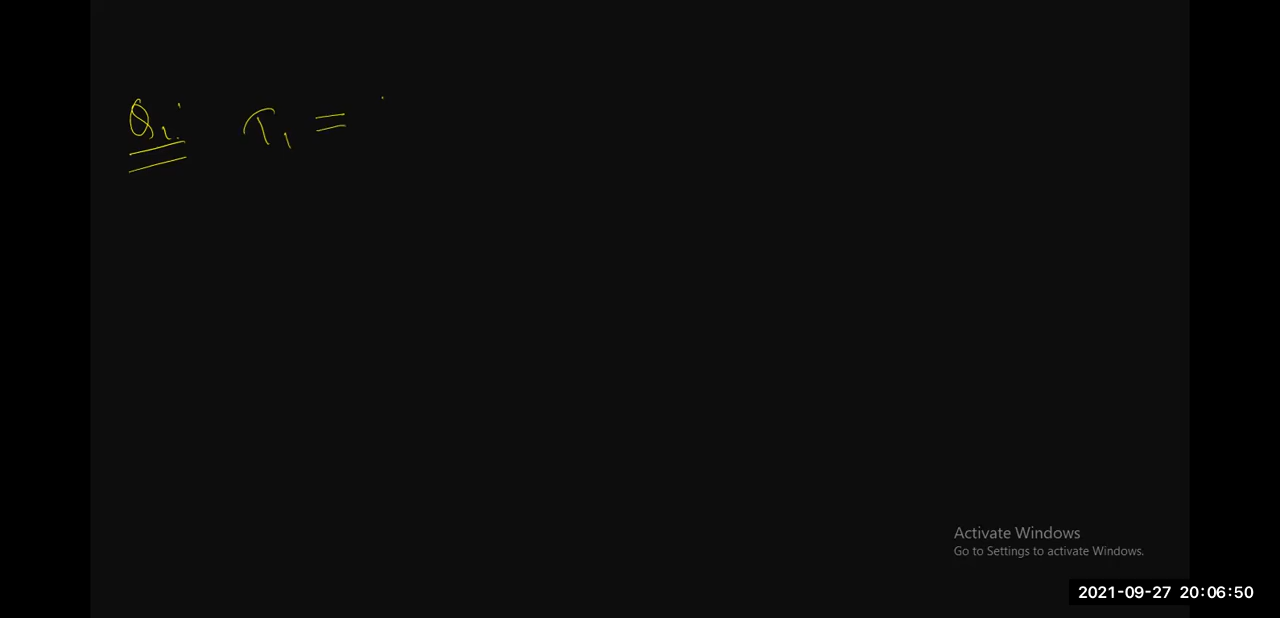 Q1: T1 =
Activate Windows
Go to Settings to activate Windows.
2021-09-27 20:06:50